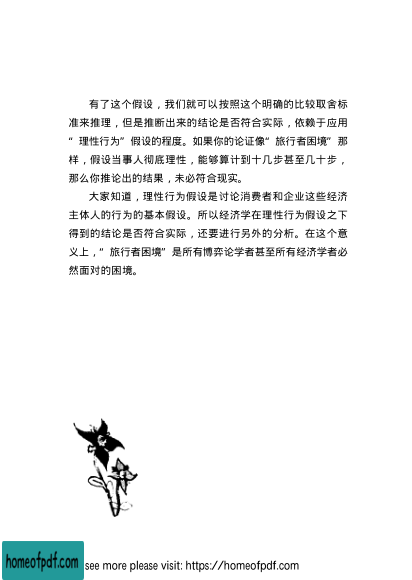 有了这个假设，我们就可以按照这个明确的比较取舍标
准来推理，但是推断出来的结论是否符合实际，依赖于应用
”理性行为”假设的程度。如果你的论证像”旅行者困境”那
样，假设当事人彻底理性，能够算计到十几步甚至几十步，
那么你推论出的结果，未必符合现实。
大家知道，理性行为假设是讨论消费者和企业这些经济
主体人的行为的基本假设。所以经济学在理性行为假设之下
得到的结论是否符合实际，还要进行另外的分析。在这个意
义上，”旅行者困境”是所有博弈论学者甚至所有经济学者必
然面对的困境。
homeofpdf.com
see more please visit: https://homeofpdf.com